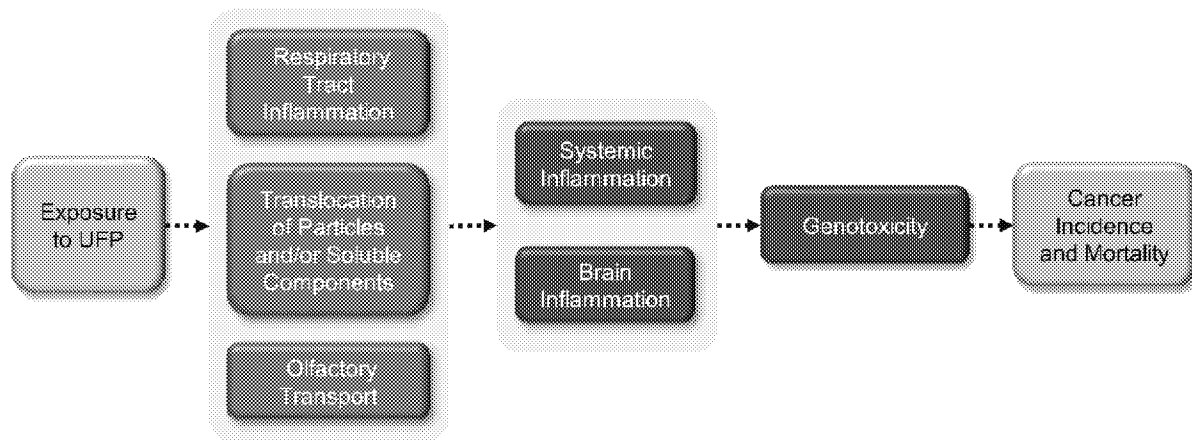 Exposure
to UFP
Respiratory
Tract
Inflammation
Translocation
of Particles
and/or Soluble
Components
Olfactory
Transport
Systemic
Inflammation
Brain
Inflammation
Genotoxicity
Cancer
Incidence
and Mortality